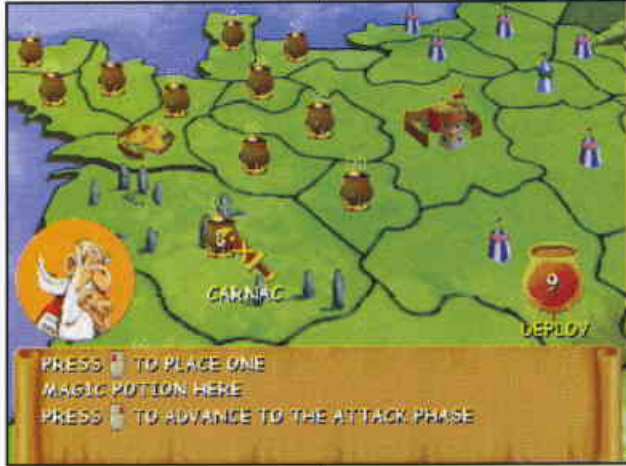 CARNAC
9
DEPLOY
PRESS TO PLACE ONE
MAGIC POTION HERE
PRESS TO ADVANCE TO THE ATTACK PHASE